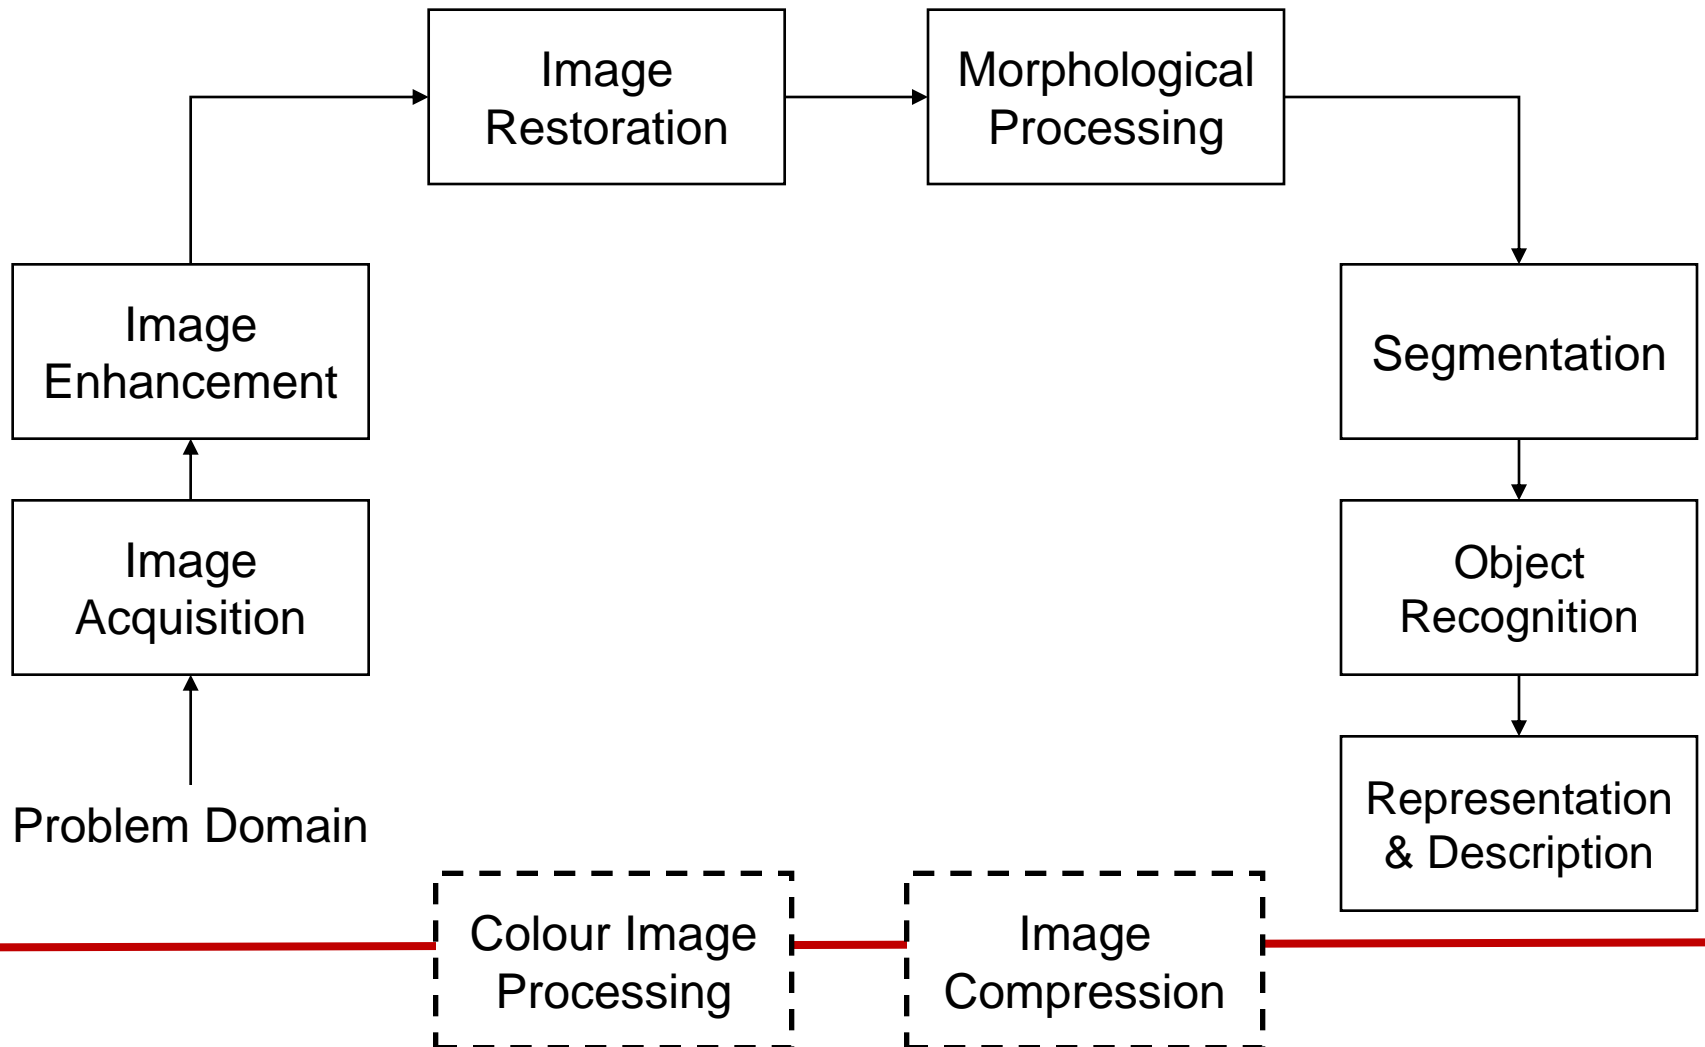 Image
Restoration
Morphological
Processing
Image
Enhancement
Segmentation
Image
Acquisition
Object
Recognition
Problem Domain
Representation
& Description
Colour Image
Processing
Image
Compression